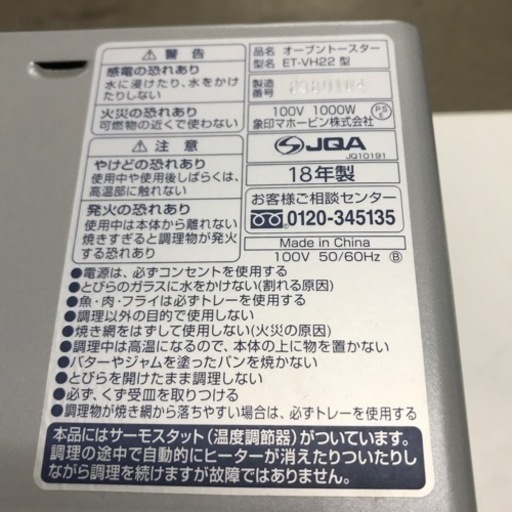 ⚠ 警告
感電の恐れあり
水に浸けたり、水をかけ
たりしない
火災の恐れあり
可燃物の近くで使わない
⚠ 注意
やけどの恐れあり
使用中や使用後しばらくは、
高温部に触れない
発火の恐れあり
使用中は本体から離れない
焼きすぎると調理物が発火
する恐れあり
品名 オーブントースター
型名 ET-VH22 型
製造
番号
100V 1000W
PS
E
象印マホービン株式会社
JQA
JQ10191
18年製
お客様ご相談センター
0120-345135
Made in China
100V 50/60Hz Ⓑ
●電源は、必ずコンセントを使用する
●とびらのガラスに水をかけない(割れる原因)
●魚・肉・フライは必ずトレーを使用する
●調理以外の目的で使用しない
●焼き網をはずして使用しない(火災の原因)
●調理中は高温になるので、本体の上に物を置かない
●バターやジャムを塗ったパンを焼かない
●とびらを開けたまま調理しない
●必ず、くず受皿を取りつける
●調理物が焼き網から落ちやすい場合は、必ずトレーを使用する
本品にはサーモスタット(温度調節器)がついています。
調理の途中で自動的にヒーターが消えたりついたりし
ながら調理を続けますが故障ではありません。